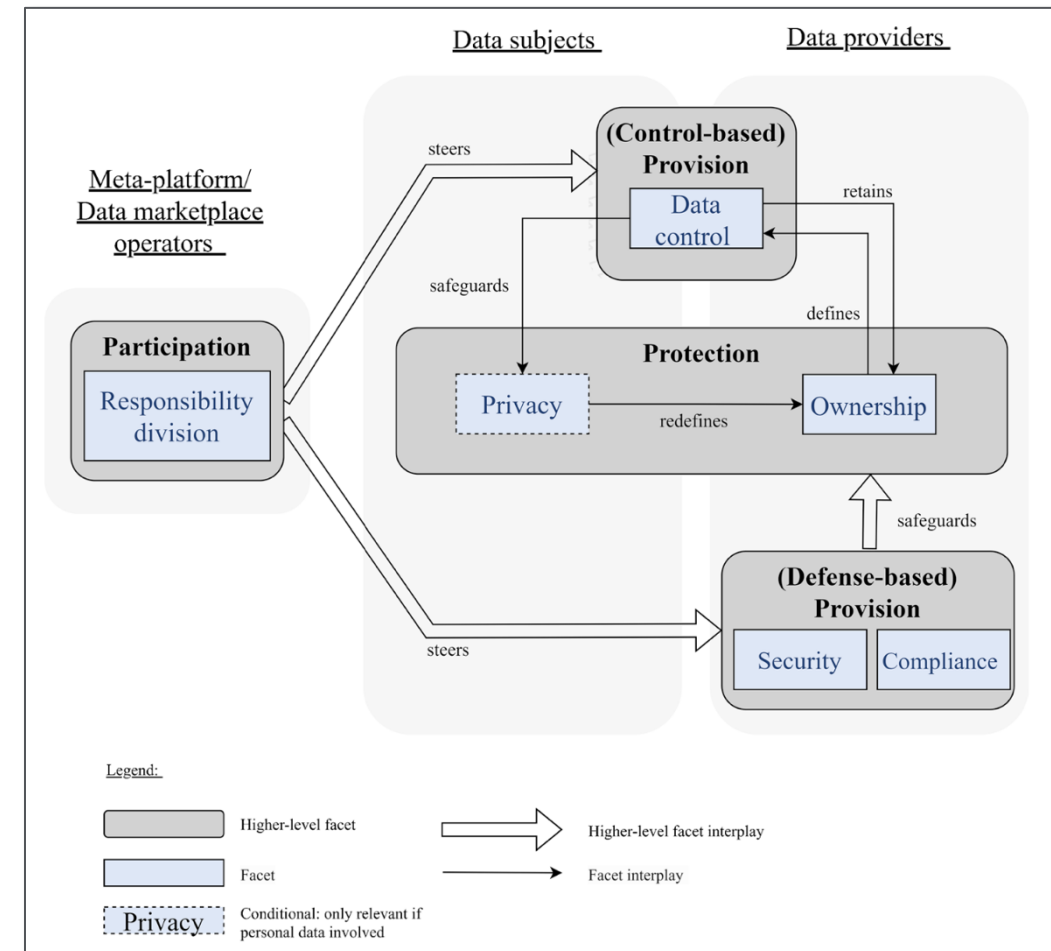 Data subjects
Data providers
Meta-platform/
Data marketplace
operators
steers
(Control-based)
Provision
Data
control
retains
safeguards
defines
Participation
Responsibility
division
Protection
Privacy
redefines
Ownership
safeguards
(Defense-based)
Provision
steers
Security
Compliance
Legend:
Higher-level facet
Higher-level facet interplay
Facet
Facet interplay
Privacy
Conditional: only relevant if
personal data involved